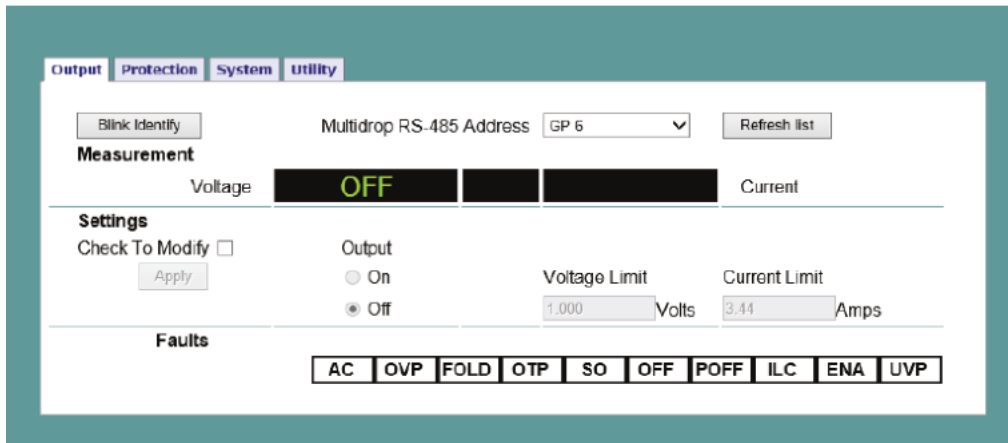 Output Protection System Utility
Blink Identify Multidrop RS-485 Address GP 6 Refresh list
Measurement
Voltage OFF Current
Settings
Check To Modify Output
Apply On Voltage Limit Current Limit
Off 1.000 Volts 3.44 Amps
Faults
AC OVP FOLD OTP SO OFF POFF ILC ENA UVP